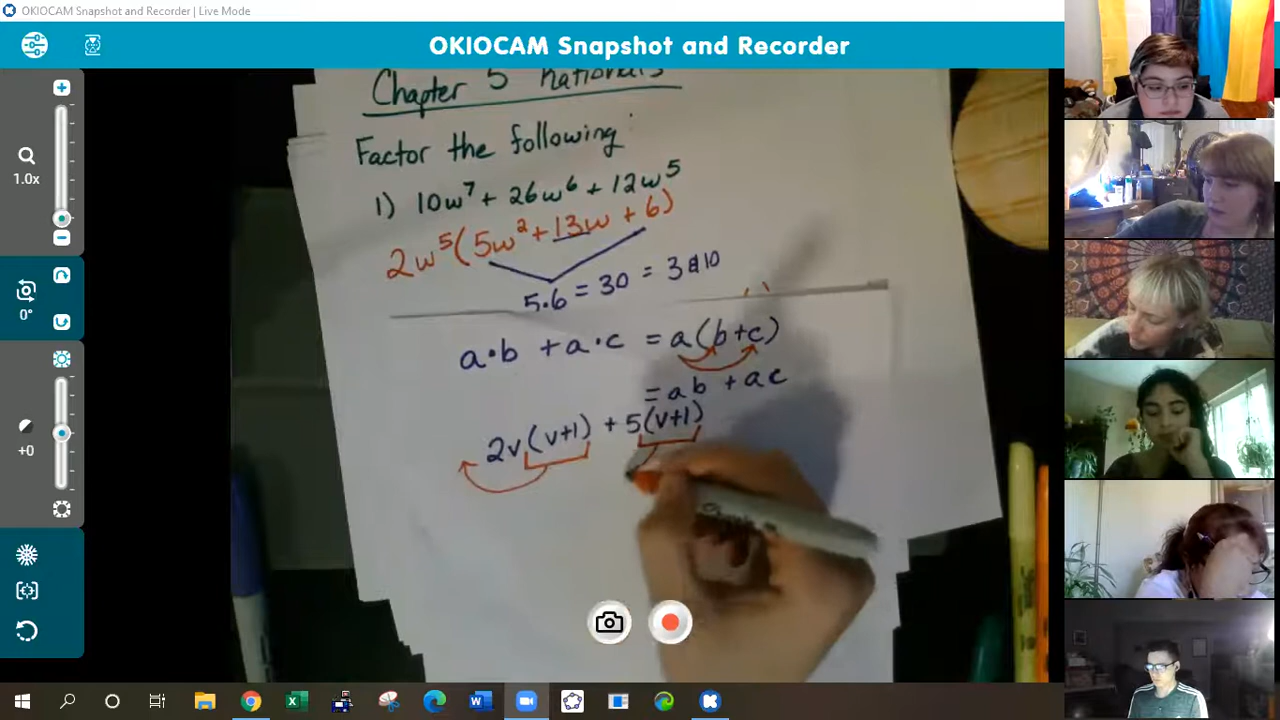 OKIOCAM Snapshot and Recorder | Live Mode
OKIOCAM Snapshot and Recorder
1.0x
0°
+0
Chapter 5 Rationals
Factor the following:
1) 10w⁷ + 26w⁶ + 12w⁵
2w⁵(5w² + 13w + 6)
5•6 = 30 = 3 & 10
a•b + a•c = a(b+c)
= ab + ac
2v(v+1) + 5(v+1)